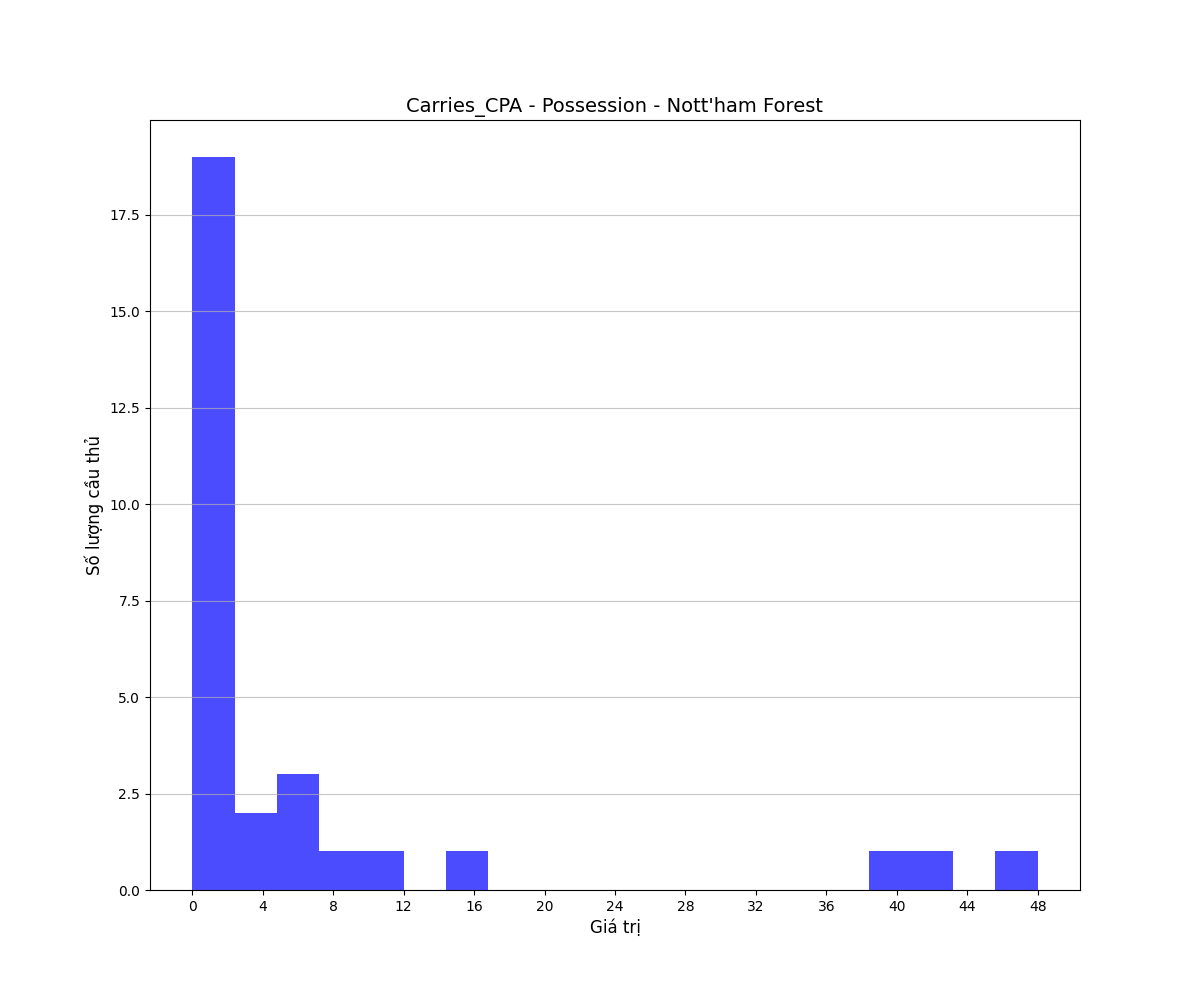 Carries_CPA - Possession - Nott'ham Forest
17.5
15.0
12.5
10.0
7.5
5.0
2.5
0.0
Số lượng cầu thủ
0 4 8 12 16 20 24 28 32 36 40 44 48
Giá trị